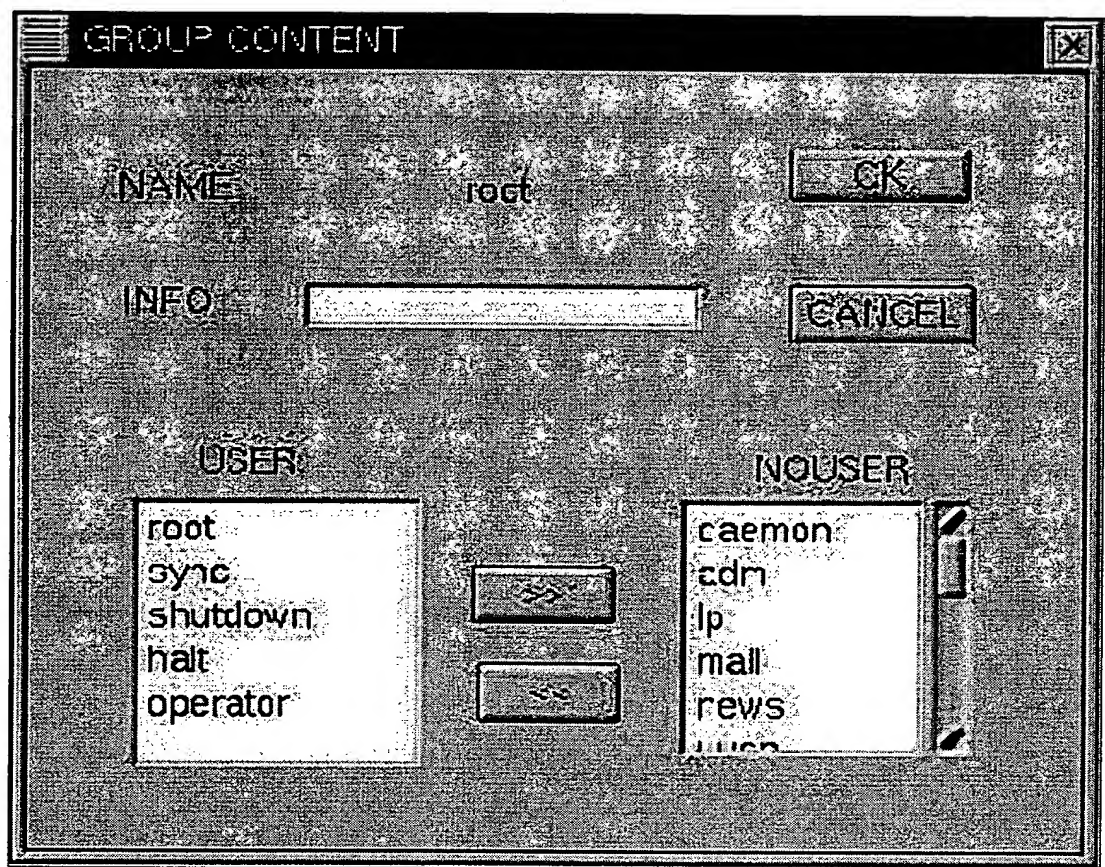 GROUP CONTENT
NAME
root
OK
INFO
CANCEL
USER:
NOUSER
root
sync
shutdown
halt
operator
>>
<<
daemon
adm
lp
mail
news